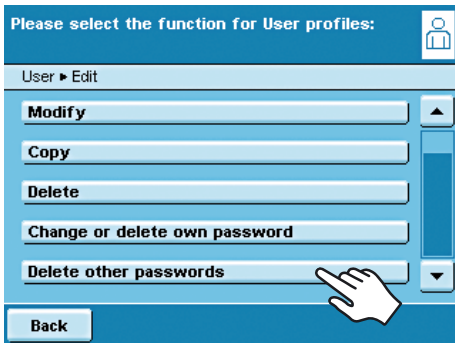 Please select the function for User profiles:
User ▸ Edit
Modify
Copy
Delete
Change or delete own password
Delete other passwords
Back